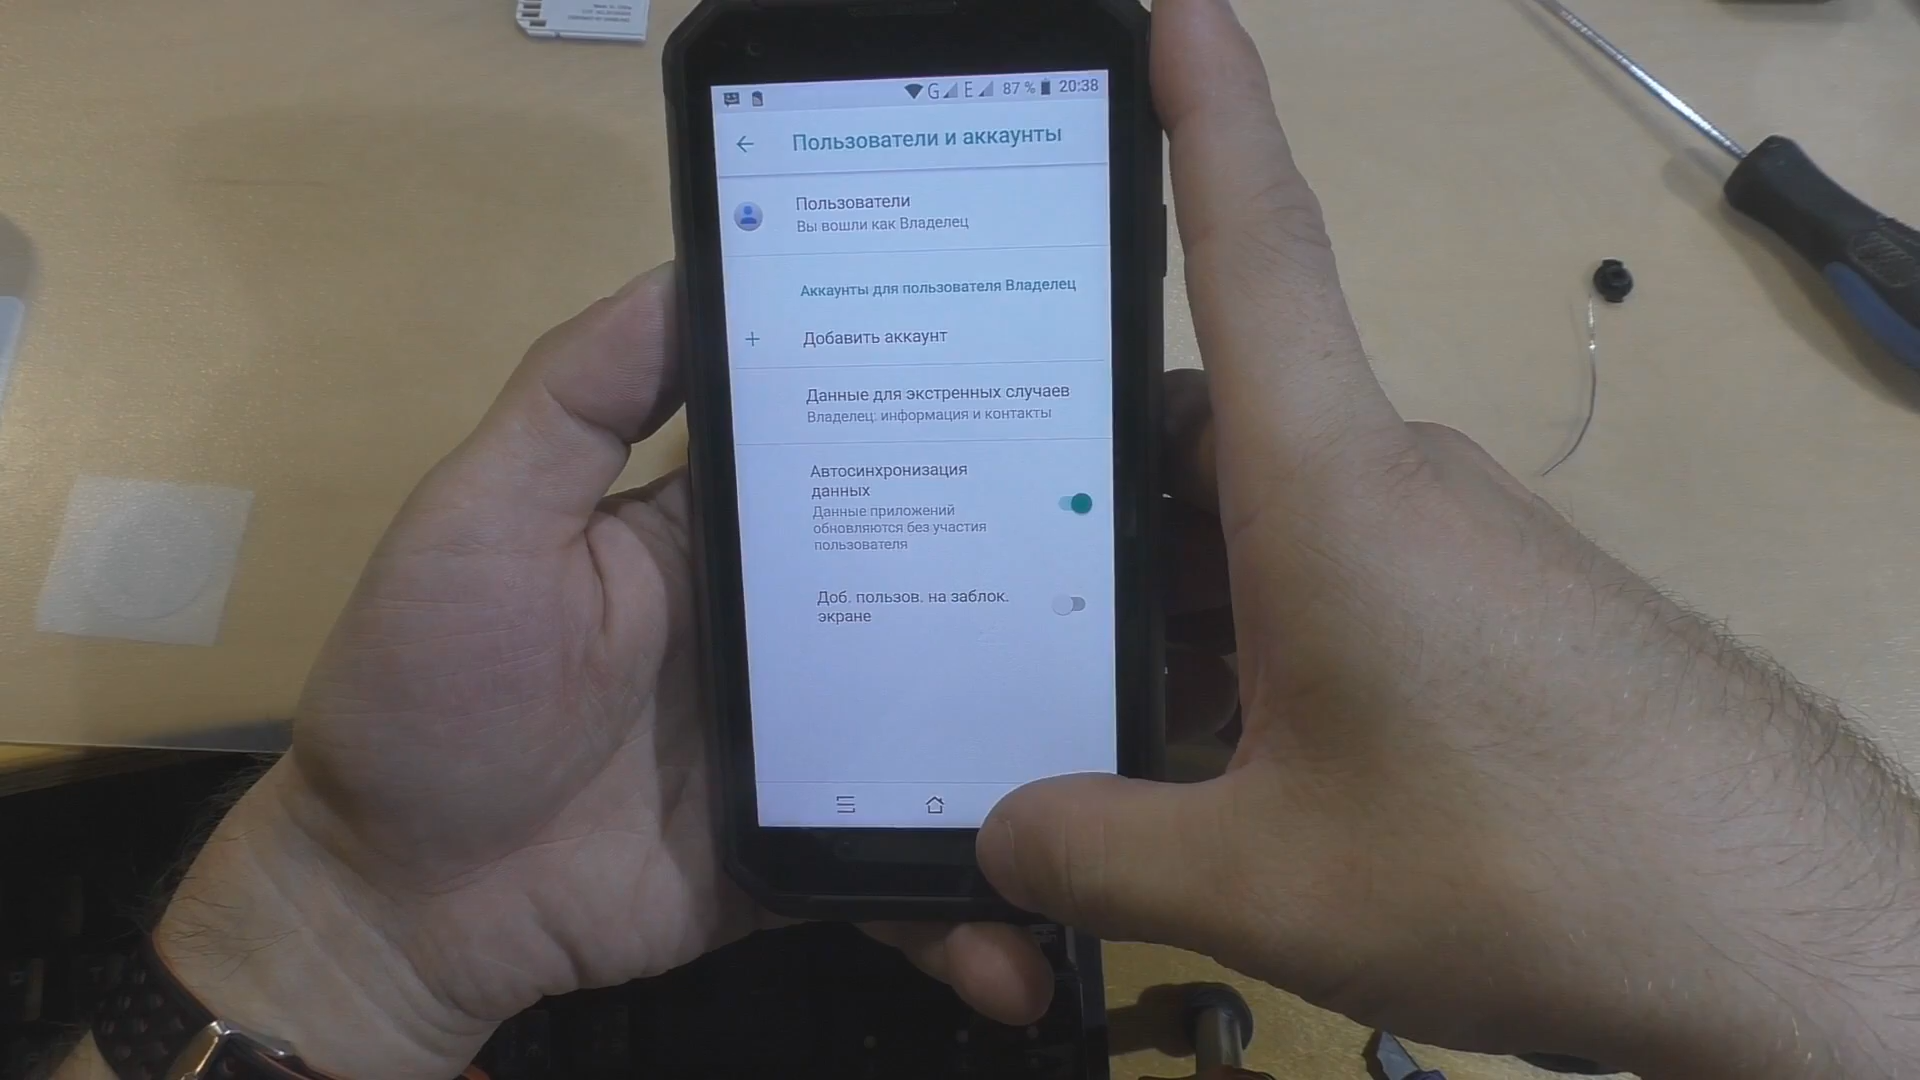 G E 87 % 20:38
Пользователи и аккаунты
Пользователи
Вы вошли как Владелец
Аккаунты для пользователя Владелец
+ Добавить аккаунт
Данные для экстренных случаев
Владелец: информация и контакты
Автосинхронизация
данных
Данные приложений
обновляются без участия
пользователя
Доб. пользов. на заблок.
экране